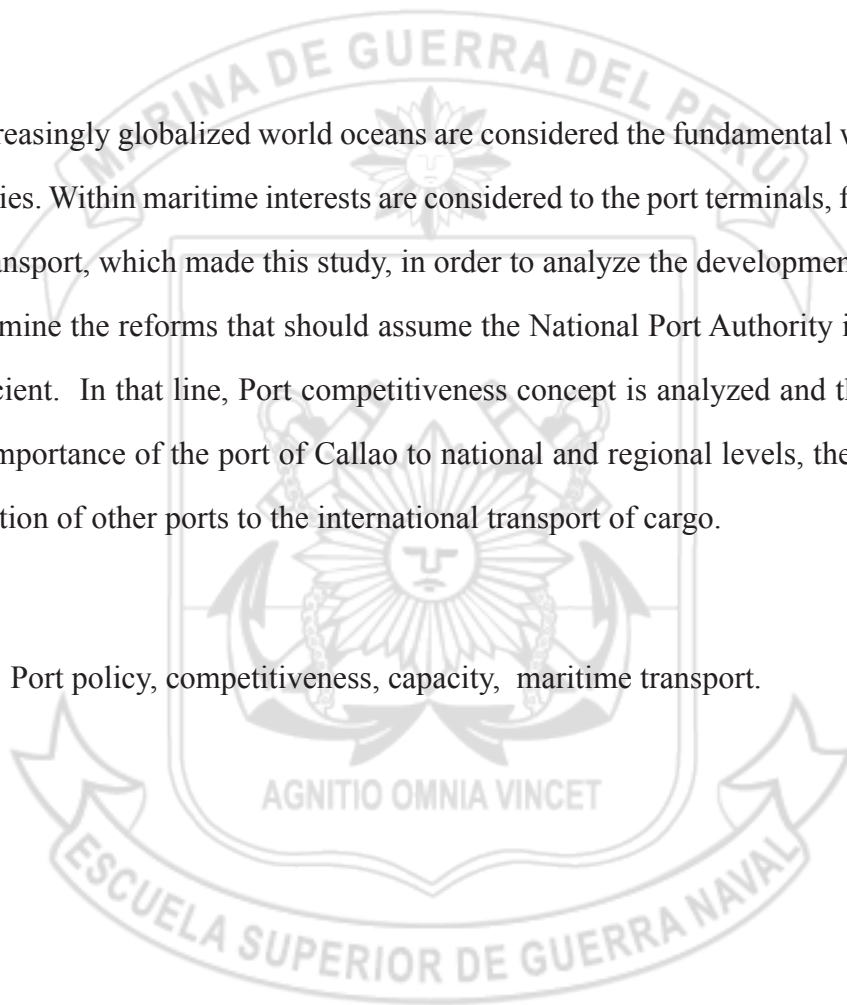 MARINA DE GUERRA DEL PERÚ
reasingly globalized world oceans are considered the fundamental
ies. Within maritime interests are considered to the port terminals,
ansport, which made this study, in order to analyze the developmen
mine the reforms that should assume the National Port Authority i
cient. In that line, Port competitiveness concept is analyzed and th
mportance of the port of Callao to national and regional levels, the
tion of other ports to the international transport of cargo.
Port policy, competitiveness, capacity, maritime transport.
AGNITIO OMNIA VINCET
ESCUELA SUPERIOR DE GUERRA NAVAL